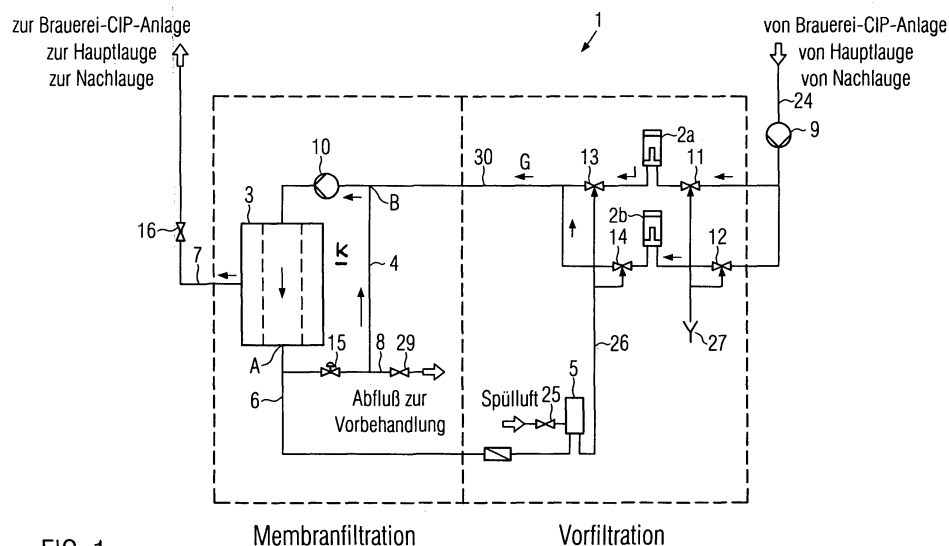 zur Brauerei-CIP-Anlage
zur Hauptlauge
zur Nachlauge
1
von Brauerei-CIP-Anlage
von Hauptlauge
von Nachlauge
24
9
10
30
G
13
2a
11
B
3
16
7
K
4
2b
14
12
A
15
8
29
26
27
6
Abfluß zur
Vorbehandlung
Spülluft
25
5
Membranfiltration
Vorfiltration
FIG. 1